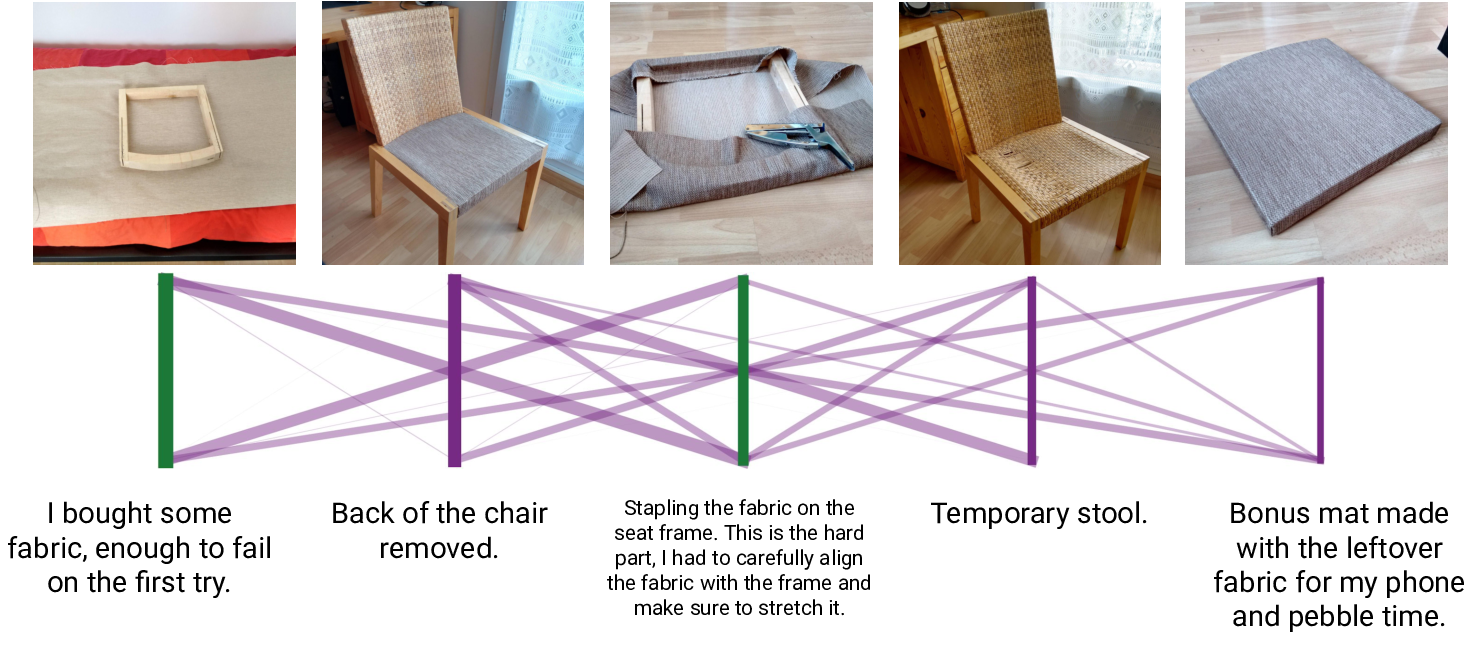 I bought some
fabric, enough to fail
on the first try.
Back of the chair
removed.
Stapling the fabric on the
seat frame. This is the hard
part, I had to carefully align
the fabric with the frame and
make sure to stretch it.
Temporary stool.
Bonus mat made
with the leftover
fabric for my phone
and pebble time.